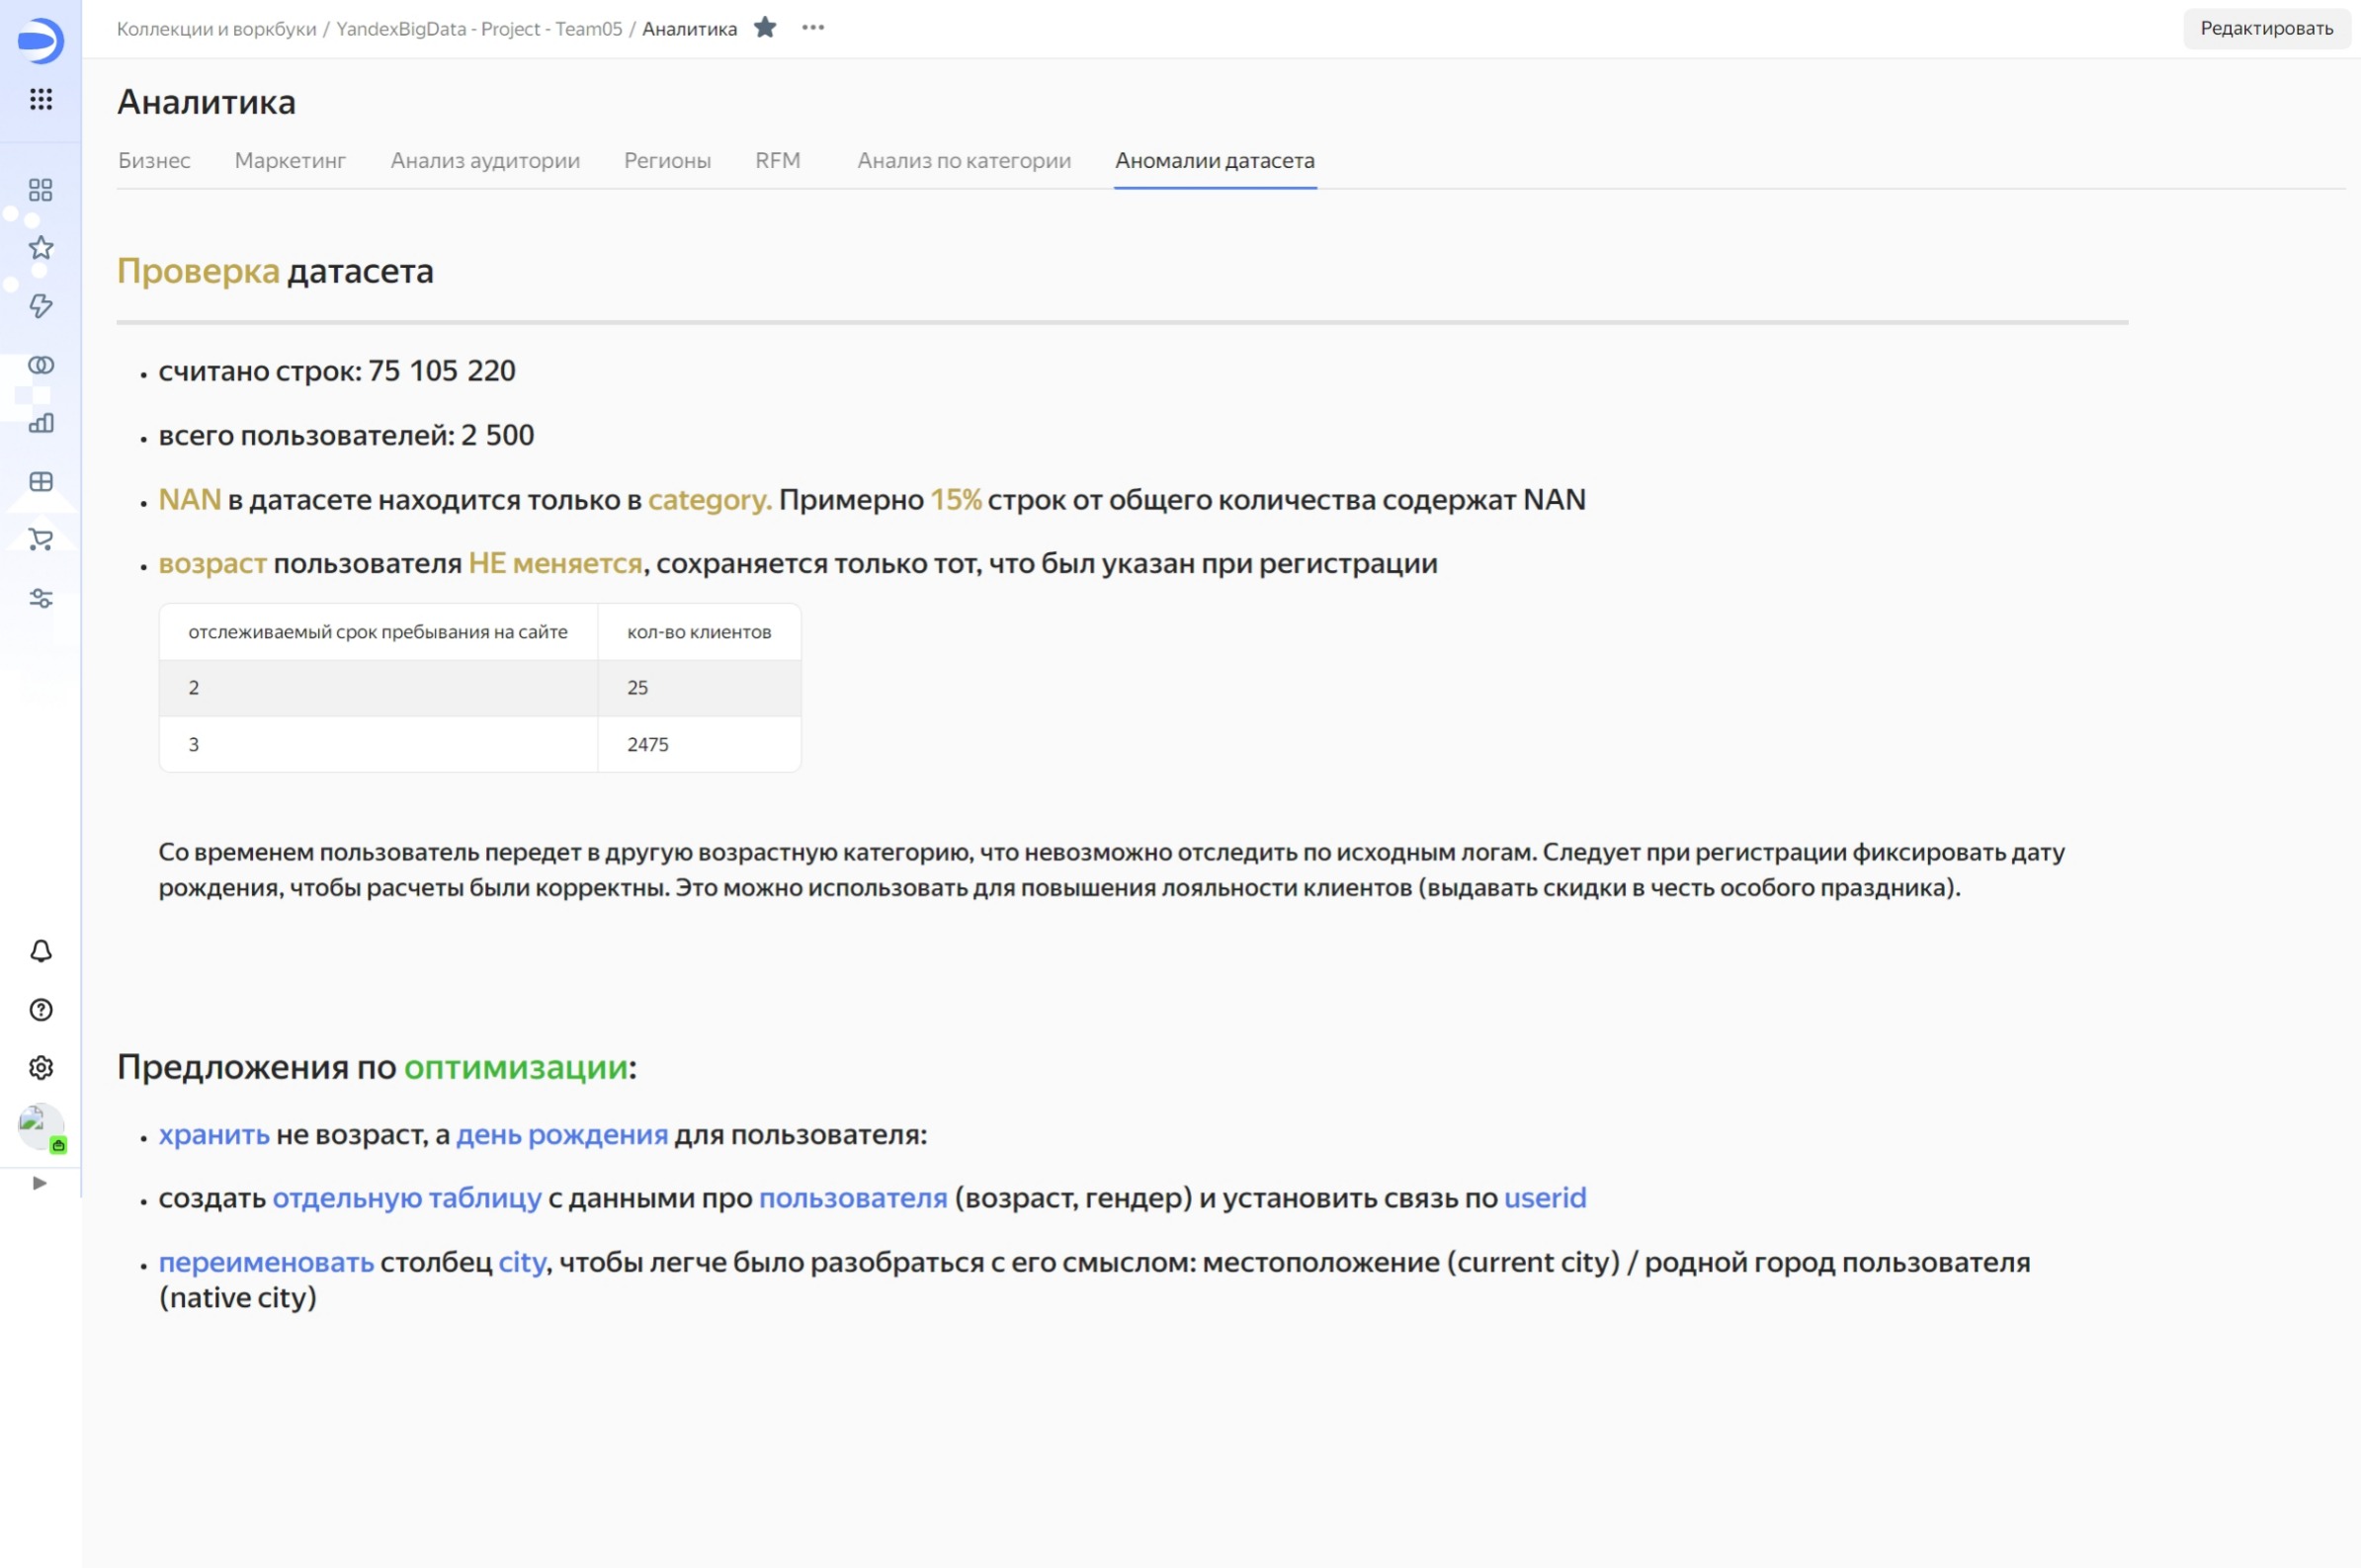 Коллекции и воркбуки / YandexBigData - Project - Team05 / Аналитика
Редактировать
Аналитика
Бизнес Маркетинг Анализ аудитории Регионы RFM Анализ по категории Аномалии датасета
Проверка датасета
• считано строк: 75 105 220
• всего пользователей: 2 500
• NAN в датасете находится только в category. Примерно 15% строк от общего количества содержат NAN
• возраст пользователя НЕ меняется, сохраняется только тот, что был указан при регистрации
отслеживаемый срок пребывания на сайте кол-во клиентов
2 25
3 2475
Со временем пользователь передет в другую возрастную категорию, что невозможно отследить по исходным логам. Следует при регистрации фиксировать дату
рождения, чтобы расчеты были корректны. Это можно использовать для повышения лояльности клиентов (выдавать скидки в честь особого праздника).
Предложения по оптимизации:
• хранить не возраст, а день рождения для пользователя:
• создать отдельную таблицу с данными про пользователя (возраст, гендер) и установить связь по userid
• переименовать столбец city, чтобы легче было разобраться с его смыслом: местоположение (current city) / родной город пользователя
(native city)